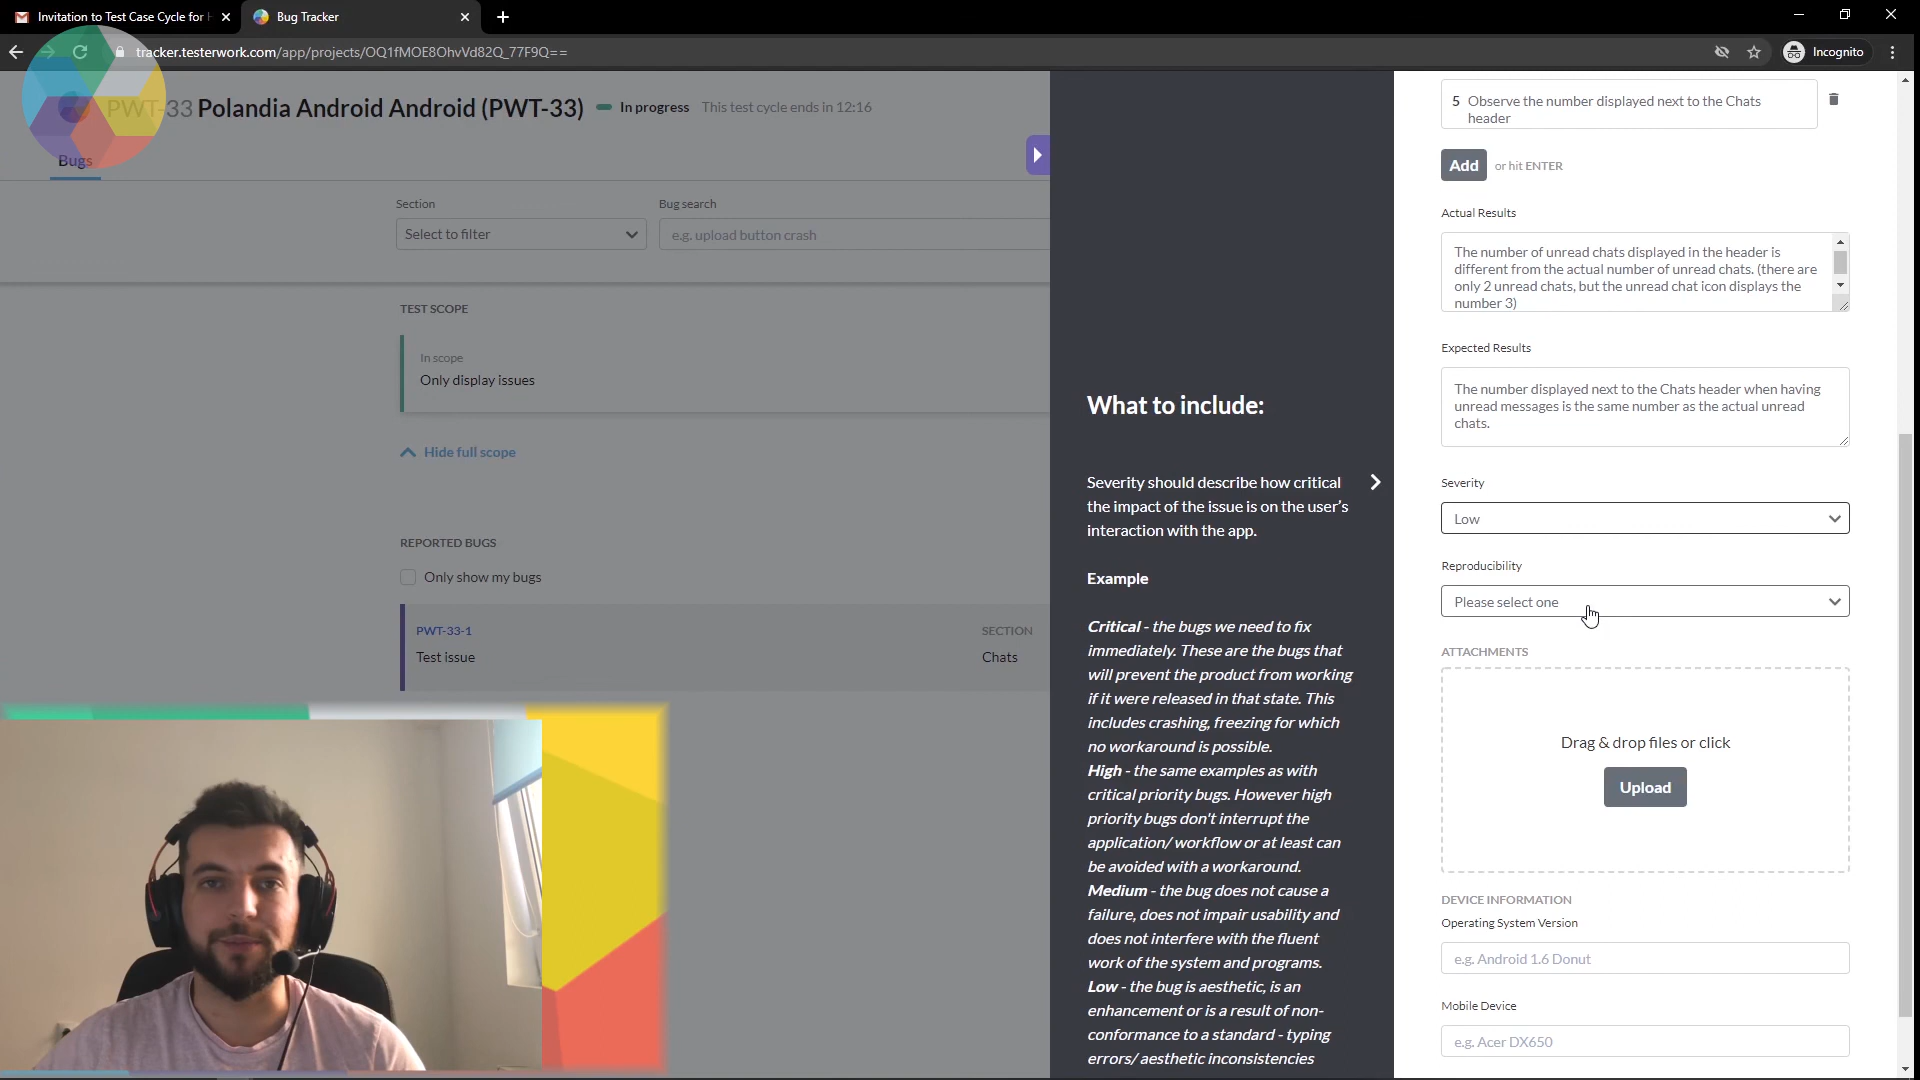 Invitation to Test Case Cycle for
Bug Tracker
tracker.testerwork.com/app/projects/OQ1fMOE8OhvVd82Q_77F9Q==
Incognito
PWT-33 Polandia Android Android (PWT-33)
In progress
This test cycle ends in 12:16
Bugs
Section
Select to filter
Bug search
e.g. upload button crash
TEST SCOPE
In scope
Only display issues
Hide full scope
REPORTED BUGS
Only show my bugs
PWT-33-1
Test issue
SECTION
Chats
What to include:
Severity should describe how critical
the impact of the issue is on the user's
interaction with the app.
Example
Critical - the bugs we need to fix
immediately. These are the bugs that
will prevent the product from working
if it were released in that state. This
includes crashing, freezing for which
no workaround is possible.
High - the same examples as with
critical priority bugs. However high
priority bugs don't interrupt the
application/ workflow or at least can
be avoided with a workaround.
Medium - the bug does not cause a
failure, does not impair usability and
does not interfere with the fluent
work of the system and programs.
Low - the bug is aesthetic, is an
enhancement or is a result of non-
conformance to a standard - typing
errors/ aesthetic inconsistencies
5 Observe the number displayed next to the Chats
header
Add
or hit ENTER
Actual Results
The number of unread chats displayed in the header is
different from the actual number of unread chats. (there are
only 2 unread chats, but the unread chat icon displays the
number 3)
Expected Results
The number displayed next to the Chats header when having
unread messages is the same number as the actual unread
chats.
Severity
Low
Reproducibility
Please select one
ATTACHMENTS
Drag & drop files or click
Upload
DEVICE INFORMATION
Operating System Version
e.g. Android 1.6 Donut
Mobile Device
e.g. Acer DX650